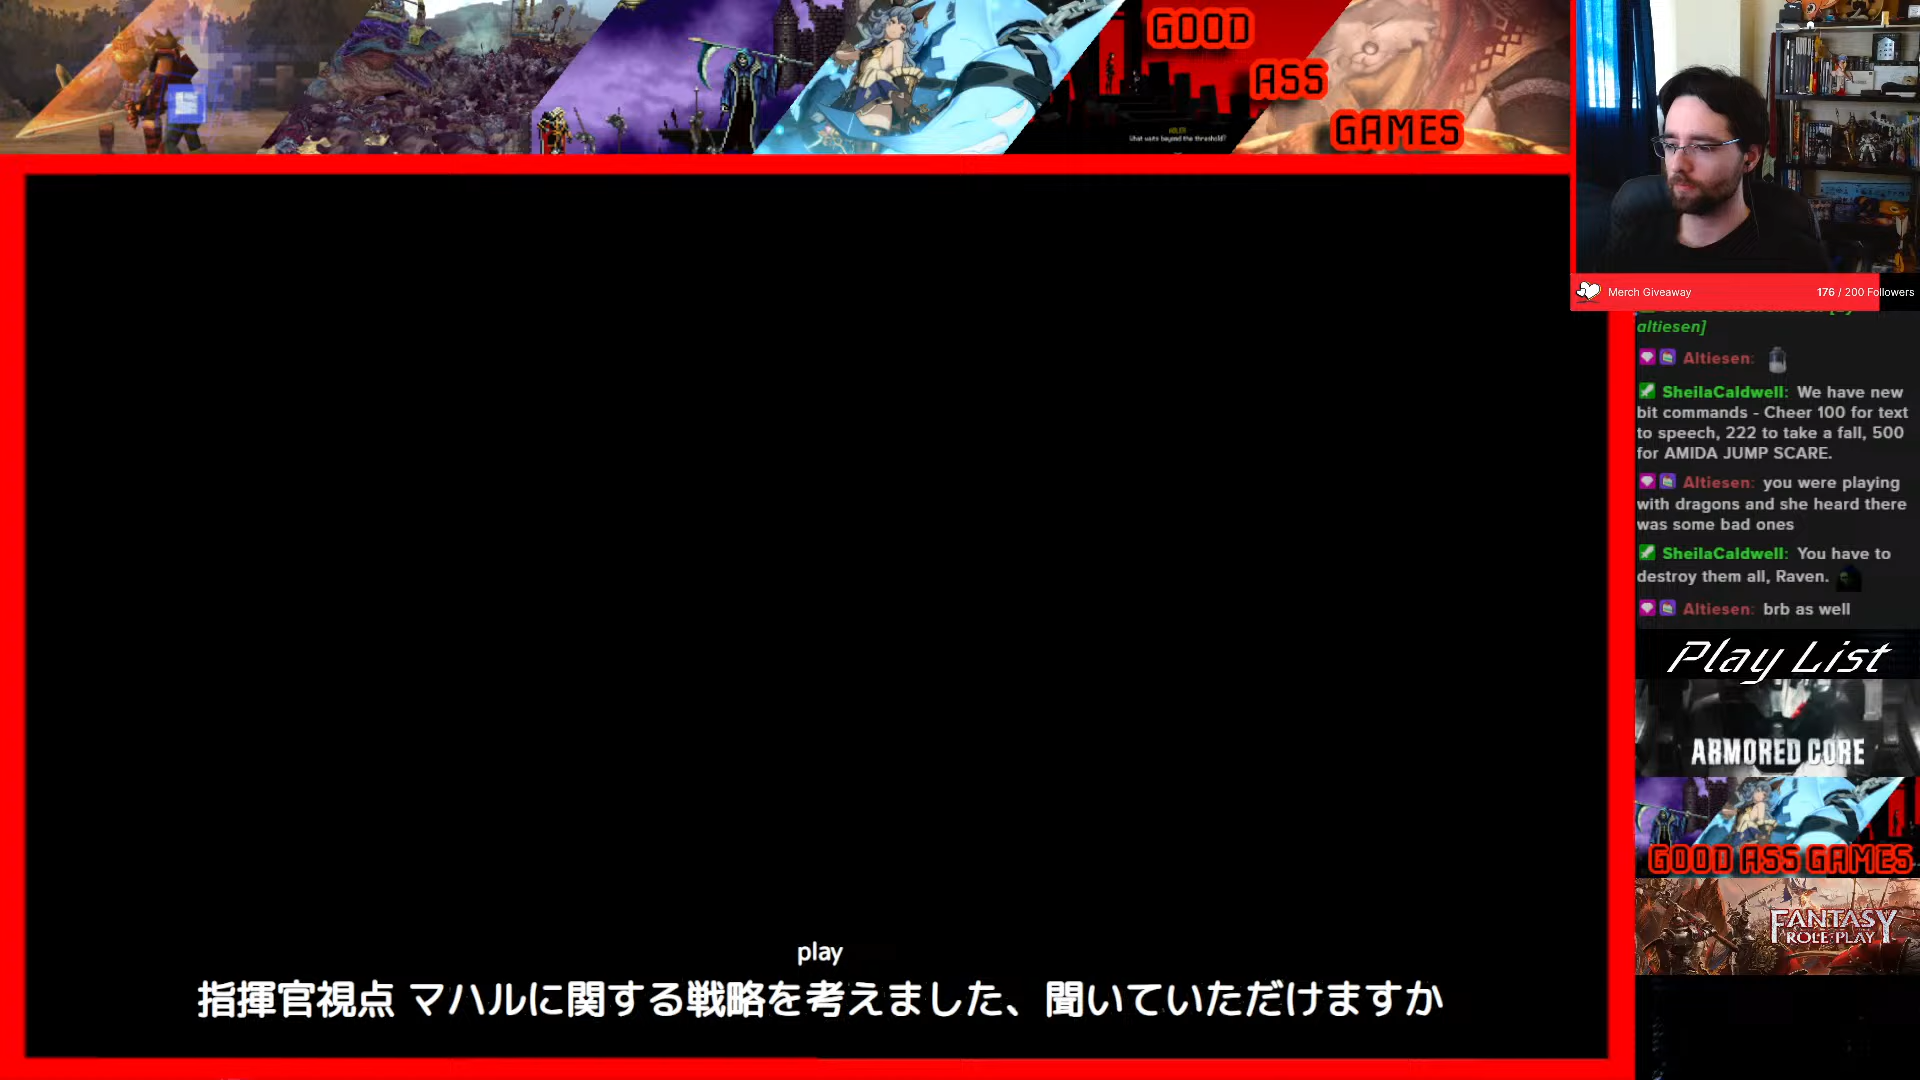 GOOD
ASS
GAMES
What waits beyond the threshold?
Merch Giveaway
176 / 200 Followers
altiesen]
Altiesen:
SheilaCaldwell: We have new
bit commands - Cheer 100 for text
to speech, 222 to take a fall, 500
for AMIDA JUMP SCARE.
Altiesen: you were playing
with dragons and she heard there
was some bad ones
SheilaCaldwell: You have to
destroy them all, Raven.
Altiesen: brb as well
Play List
ARMORED CORE
GOOD ASS GAMES
FANTASY
ROLE-PLAY
play
指揮官視点 マハルに関する戦略を考えました、聞いていただけますか